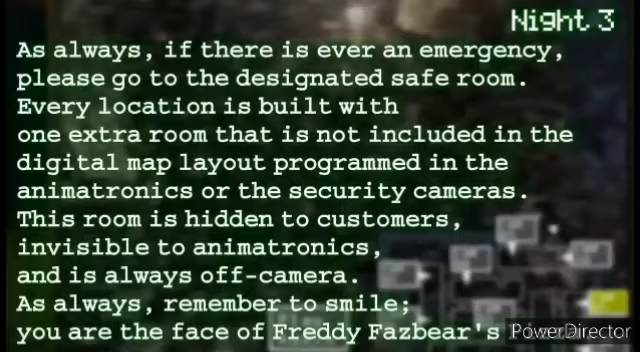 Night 3
As always, if there is ever an emergency,
please go to the designated safe room.
Every location is built with
one extra room that is not included in the
digital map layout programmed in the
animatronics or the security cameras.
This room is hidden to customers,
invisible to animatronics,
and is always off-camera.
As always, remember to smile;
you are the face of Freddy Fazbear's
PowerDirector